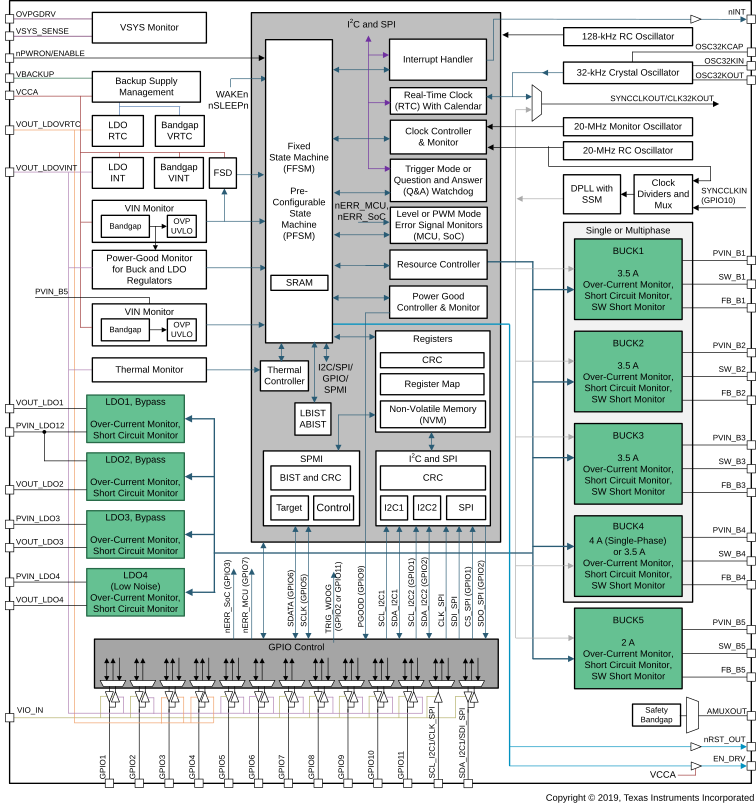 OVPGDRV
VSYS_SENSE
nPWRON/ENABLE
VBACKUP
VCCA
VOUT_LDOVRTC
VOUT_LDOVINT
VSYS Monitor
Backup Supply
Management
LDO
RTC
Bandgap
VRTC
LDO
INT
Bandgap
VINT
FSD
WAKEn
nSLEEPn
VIN Monitor
Bandgap
OVP
UVLO
Power-Good Monitor
for Buck and LDO
Regulators
PVIN_B5
VIN Monitor
Bandgap
OVP
UVLO
Thermal Monitor
VOUT_LDO1
PVIN_LDO12
VOUT_LDO2
PVIN_LDO3
VOUT_LDO3
PVIN_LDO4
VOUT_LDO4
LDO1, Bypass
Over-Current Monitor,
Short Circuit Monitor
LDO2, Bypass
Over-Current Monitor,
Short Circuit Monitor
LDO3, Bypass
Over-Current Monitor,
Short Circuit Monitor
LDO4
(Low Noise)
Over-Current Monitor,
Short Circuit Monitor
I2C and SPI
Fixed
State Machine
(FFSM)
Pre-
Configurable
State
Machine
(PFSM)
SRAM
Interrupt Handler
Real-Time Clock
(RTC) With Calendar
Clock Controller
& Monitor
Trigger Mode or
Question and Answer
(Q&A) Watchdog
nERR_MCU,
nERR_SoC
Level or PWM Mode
Error Signal Monitors
(MCU, SoC)
Resource Controller
Power Good
Controller & Monitor
Thermal
Controller
I2C/SPI/
GPIO/
SPMI
LBIST
ABIST
Registers
CRC
Register Map
Non-Volatile Memory
(NVM)
SPMI
BIST and CRC
Target
Control
I2C and SPI
CRC
I2C1
I2C2
SPI
nINT
128-kHz RC Oscillator
OSC32KCAP
OSC32KIN
OSC32KOUT
32-kHz Crystal Oscillator
SYNCCLKOUT/CLK32KOUT
20-MHz Monitor Oscillator
20-MHz RC Oscillator
DPLL with
SSM
Clock
Dividers and
Mux
SYNCCLKIN
(GPIO10)
Single or Multiphase
BUCK1
3.5 A
Over-Current Monitor,
Short Circuit Monitor,
SW Short Monitor
PVIN_B1
SW_B1
FB_B1
BUCK2
3.5 A
Over-Current Monitor,
Short Circuit Monitor,
SW Short Monitor
PVIN_B2
SW_B2
FB_B2
BUCK3
3.5 A
Over-Current Monitor,
Short Circuit Monitor,
SW Short Monitor
PVIN_B3
SW_B3
FB_B3
BUCK4
4 A (Single-Phase)
or 3.5 A
Over-Current Monitor,
Short Circuit Monitor,
SW Short Monitor
PVIN_B4
SW_B4
FB_B4
BUCK5
2 A
Over-Current Monitor,
Short Circuit Monitor,
SW Short Monitor
PVIN_B5
SW_B5
FB_B5
nERR_SoC (GPIO3)
nERR_MCU (GPIO7)
SDATA (GPIO6)
SCLK (GPIO5)
TRIG_WDOG
(GPIO2 or GPIO11)
PGOOD (GPIO9)
SCL_I2C1
SDA_I2C1
SCL_I2C2 (GPIO1)
SDA_I2C2 (GPIO2)
CLK_SPI
SDI_SPI
CS_SPI (GPIO1)
SDO_SPI (GPIO2)
GPIO Control
VIO_IN
GPIO1
GPIO2
GPIO3
GPIO4
GPIO5
GPIO6
GPIO7
GPIO8
GPIO9
GPIO10
GPIO11
SCL_I2C1/CLK_SPI
SDA_I2C1/SDI_SPI
Safety
Bandgap
AMUXOUT
nRST_OUT
EN_DRV
VCCA
Copyright © 2019, Texas Instruments Incorporated